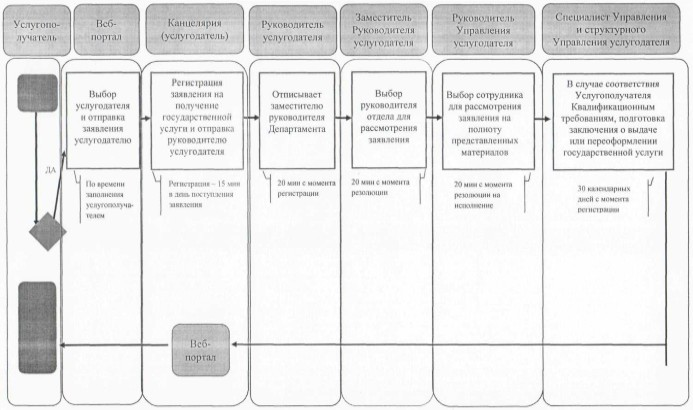 Услугопо-
лучатель
Веб-
портал
Канцелярия
(услугодатель)
Руководитель
услугодателя
Заместитель
Руководителя
услугодателя
Руководитель
Управления
услугодателя
Специалист Управления
и структурного
Управления услугодателя
Выбор
услугодателя
и отправка
заявления
услугодателю
Регистрация
заявления на
получение
государственной
услуги и отправка
руководителю
услугодателя
Отписывает
заместителю
руководителя
Департамента
Выбор
руководителя
отдела для
рассмотрения
заявления
Выбор сотрудника
для рассмотрения
заявления на
полноту
представленных
материалов
В случае соответствия
Услугополучателя
Квалификационным
требованиям, подготовка
заключения о выдаче
или переоформлении
государственной услуги
ДА
По времени
заполнения
услугополуча-
телем
Регистрация – 15 мин
в день поступления
заявления
20 мин с момента
регистрации
20 мин с момента
резолюции
20 мин с момента
резолюции на
исполнение
30 календарных
дней с момента
регистрации
Веб-
портал